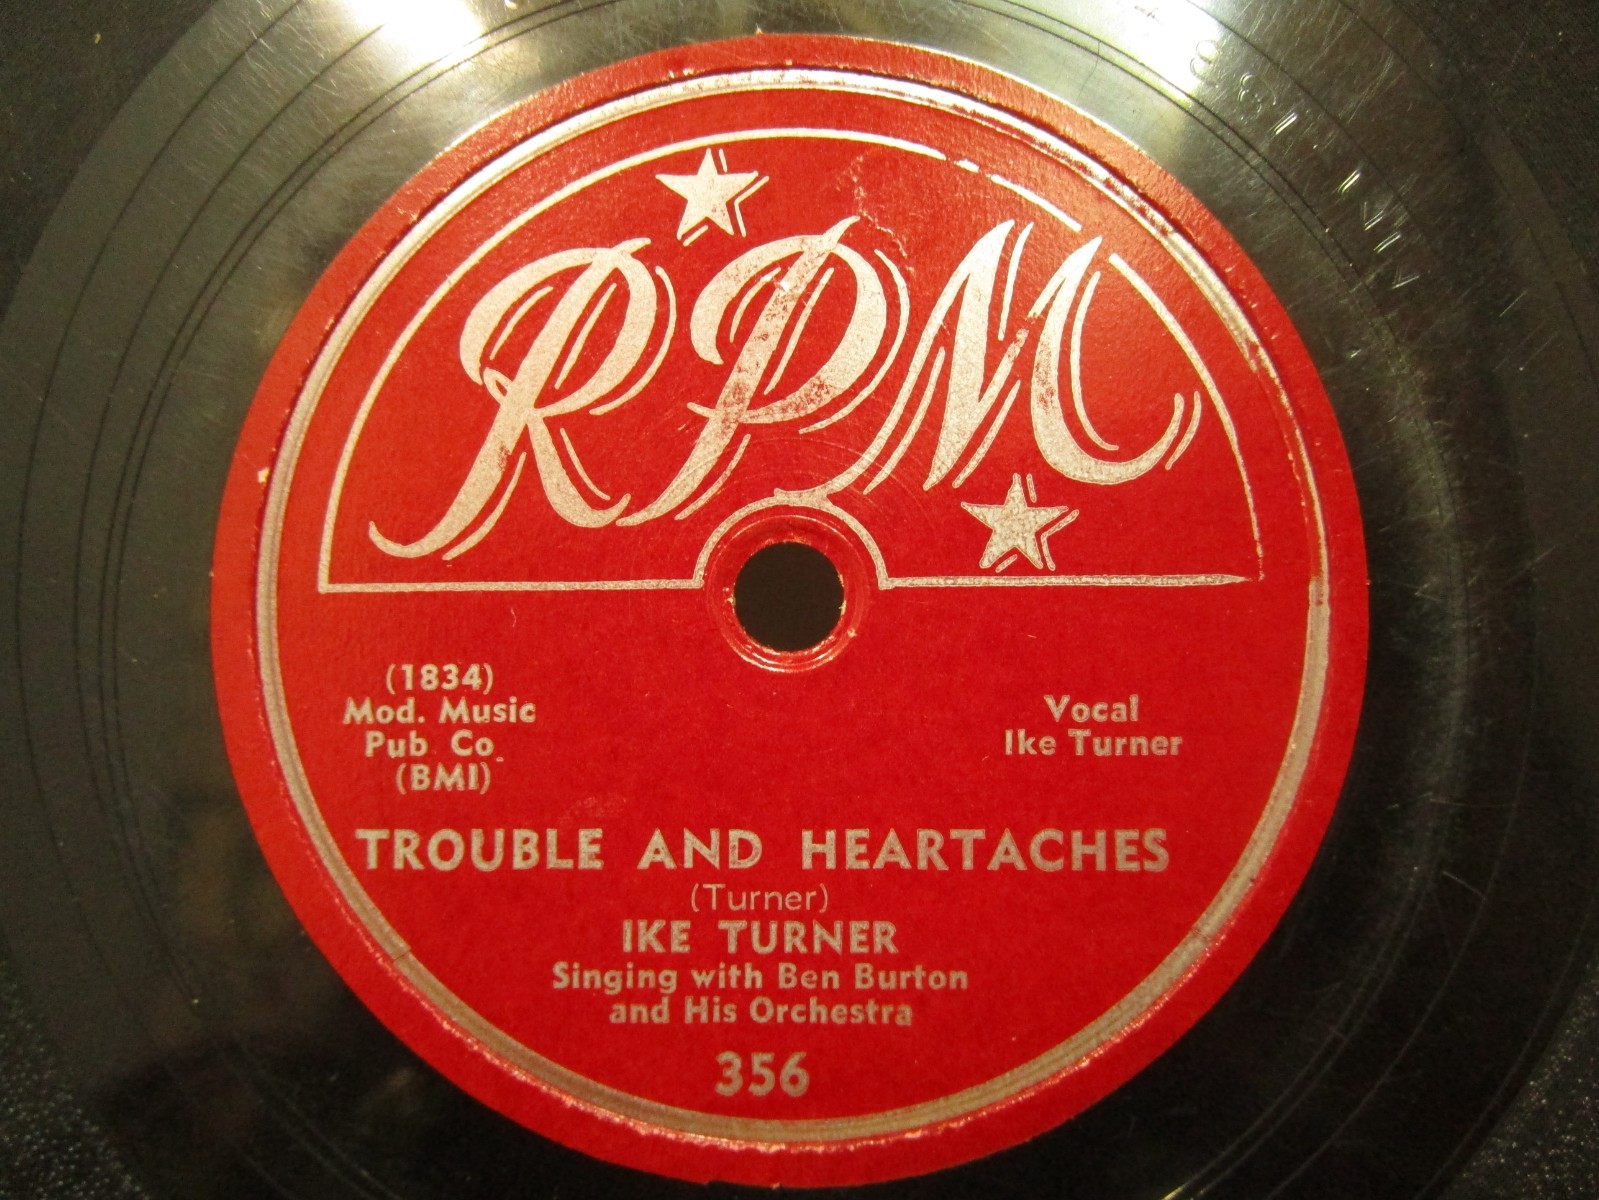 RPM
(1834)
Mod. Music
Pub. Co.
(BMI)
Vocal
Ike Turner
TROUBLE AND HEARTACHES
(Turner)
IKE TURNER
Singing with Ben Burton
and His Orchestra
356